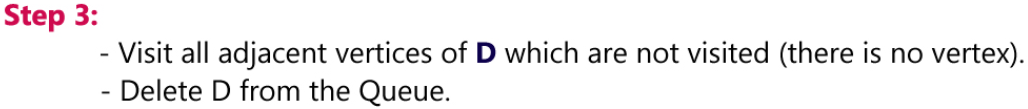 Step 3:
- Visit all adjacent vertices of D which are not visited (there is no vertex).
- Delete D from the Queue.